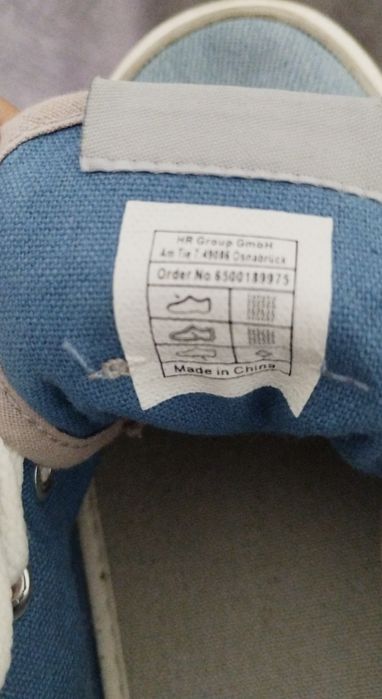 HR Group GmbH
Am Tie 7 49086 Osnabrück
Order No 6500189975
Made in China